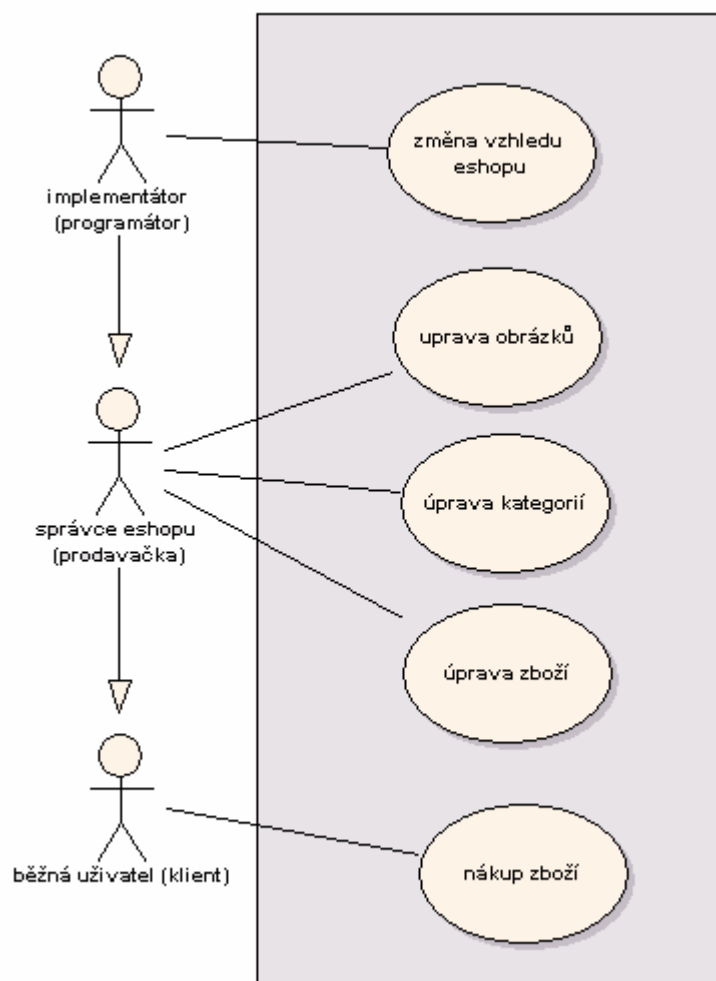 změna vzhledu
eshopu
implementátor
(programátor)
uprava obrázků
správce eshopu
(prodavačka)
úprava kategorií
úprava zboží
běžná uživatel (klient)
nákup zboží